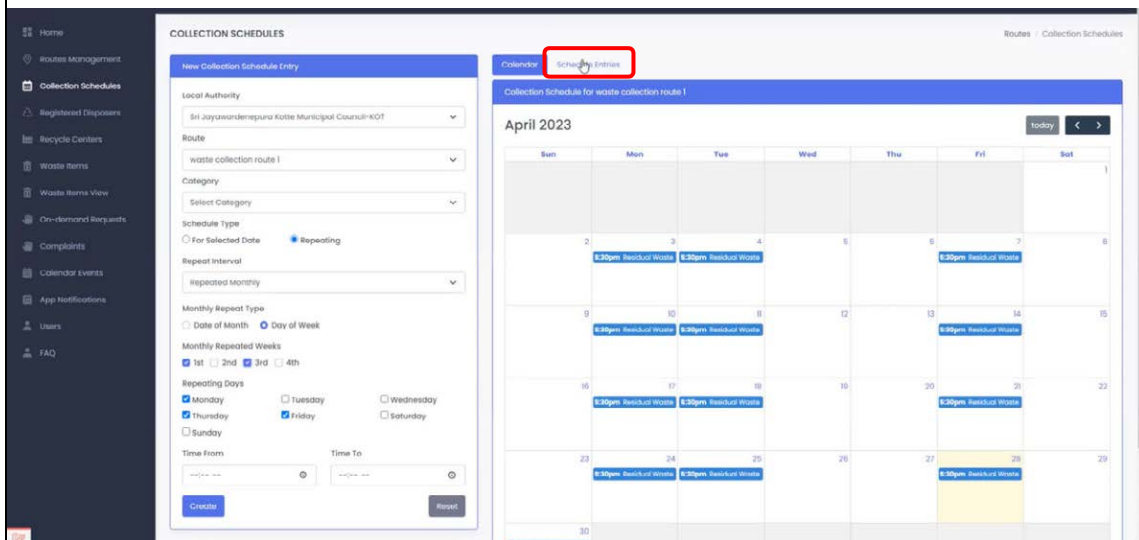 Home
Routes Management
Collection Schedules
Registered Disposers
Recycle Centers
Waste Items
Waste Items View
On-demand Requests
Complaints
Calendar Events
App Notifications
Users
FAQ
COLLECTION SCHEDULES
Routes / Collection Schedules
New Collection Schedule Entry
Local Authority
Sri Jayawardenepura Kotte Municipal Council-KOT
Route
waste collection route 1
Category
Select Category
Schedule Type
For Selected Date Repeating
Repeat Interval
Repeated Monthly
Monthly Repeat Type
Date of Month Day of Week
Monthly Repeated Weeks
1st 2nd 3rd 4th
Repeating Days
Monday Tuesday Wednesday
Thursday Friday Saturday
Sunday
Time From Time To
--:-- -- --:-- --
Create Reset
Calendar Schedule Entries
Collection Schedule for waste collection route 1
April 2023
today < >
Sun Mon Tue Wed Thu Fri Sat
1
2 3 4 5 6 7 8
5:30pm Residual Waste 5:30pm Residual Waste 5:30pm Residual Waste
9 10 11 12 13 14 15
5:30pm Residual Waste 5:30pm Residual Waste 5:30pm Residual Waste
16 17 18 19 20 21 22
5:30pm Residual Waste 5:30pm Residual Waste 5:30pm Residual Waste
23 24 25 26 27 28 29
5:30pm Residual Waste 5:30pm Residual Waste 5:30pm Residual Waste
30